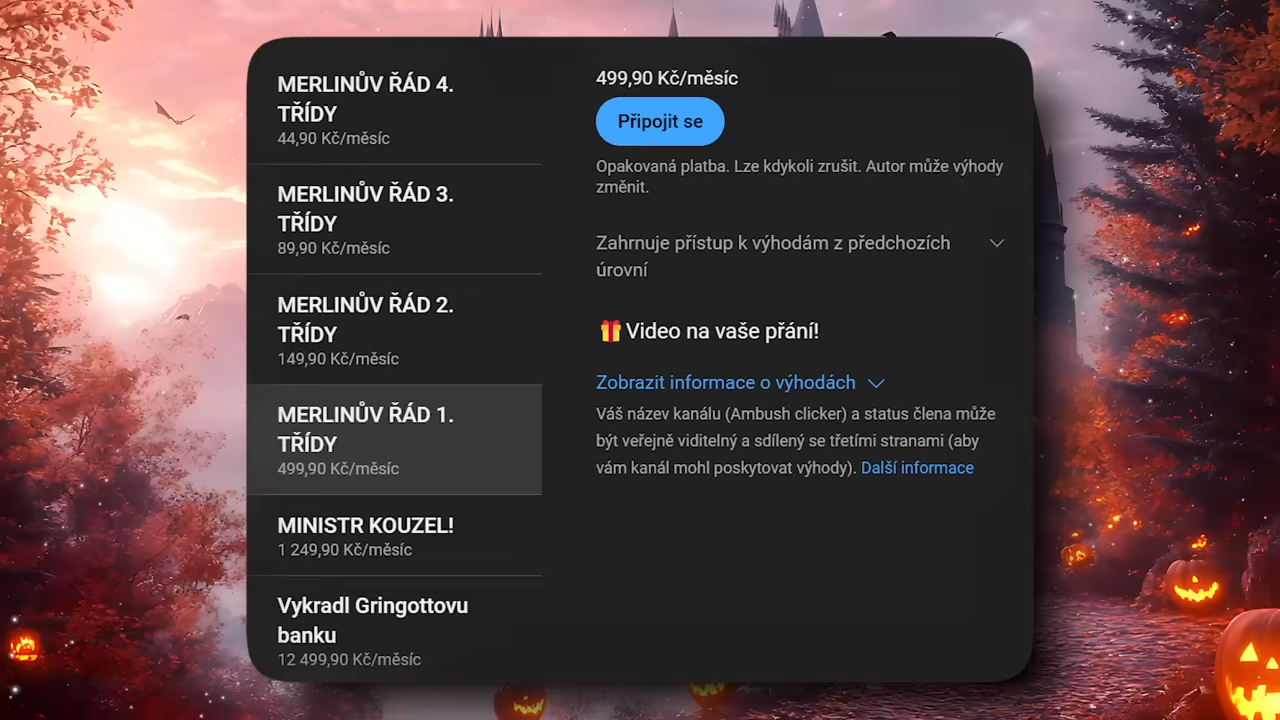 MERLINŮV ŘÁD 4.
TŘÍDY
44,90 Kč/měsíc
MERLINŮV ŘÁD 3.
TŘÍDY
89,90 Kč/měsíc
MERLINŮV ŘÁD 2.
TŘÍDY
149,90 Kč/měsíc
MERLINŮV ŘÁD 1.
TŘÍDY
499,90 Kč/měsíc
MINISTR KOUZEL!
1 249,90 Kč/měsíc
Vykradl Gringottovu
banku
12 499,90 Kč/měsíc
499,90 Kč/měsíc
Připojit se
Opakovaná platba. Lze kdykoli zrušit. Autor může výhody
změnit.
Zahrnuje přístup k výhodám z předchozích
úrovní
🎁 Video na vaše přání!
Zobrazit informace o výhodách
Váš název kanálu (Ambush clicker) a status člena může
být veřejně viditelný a sdílený se třetími stranami (aby
vám kanál mohl poskytovat výhody). Další informace